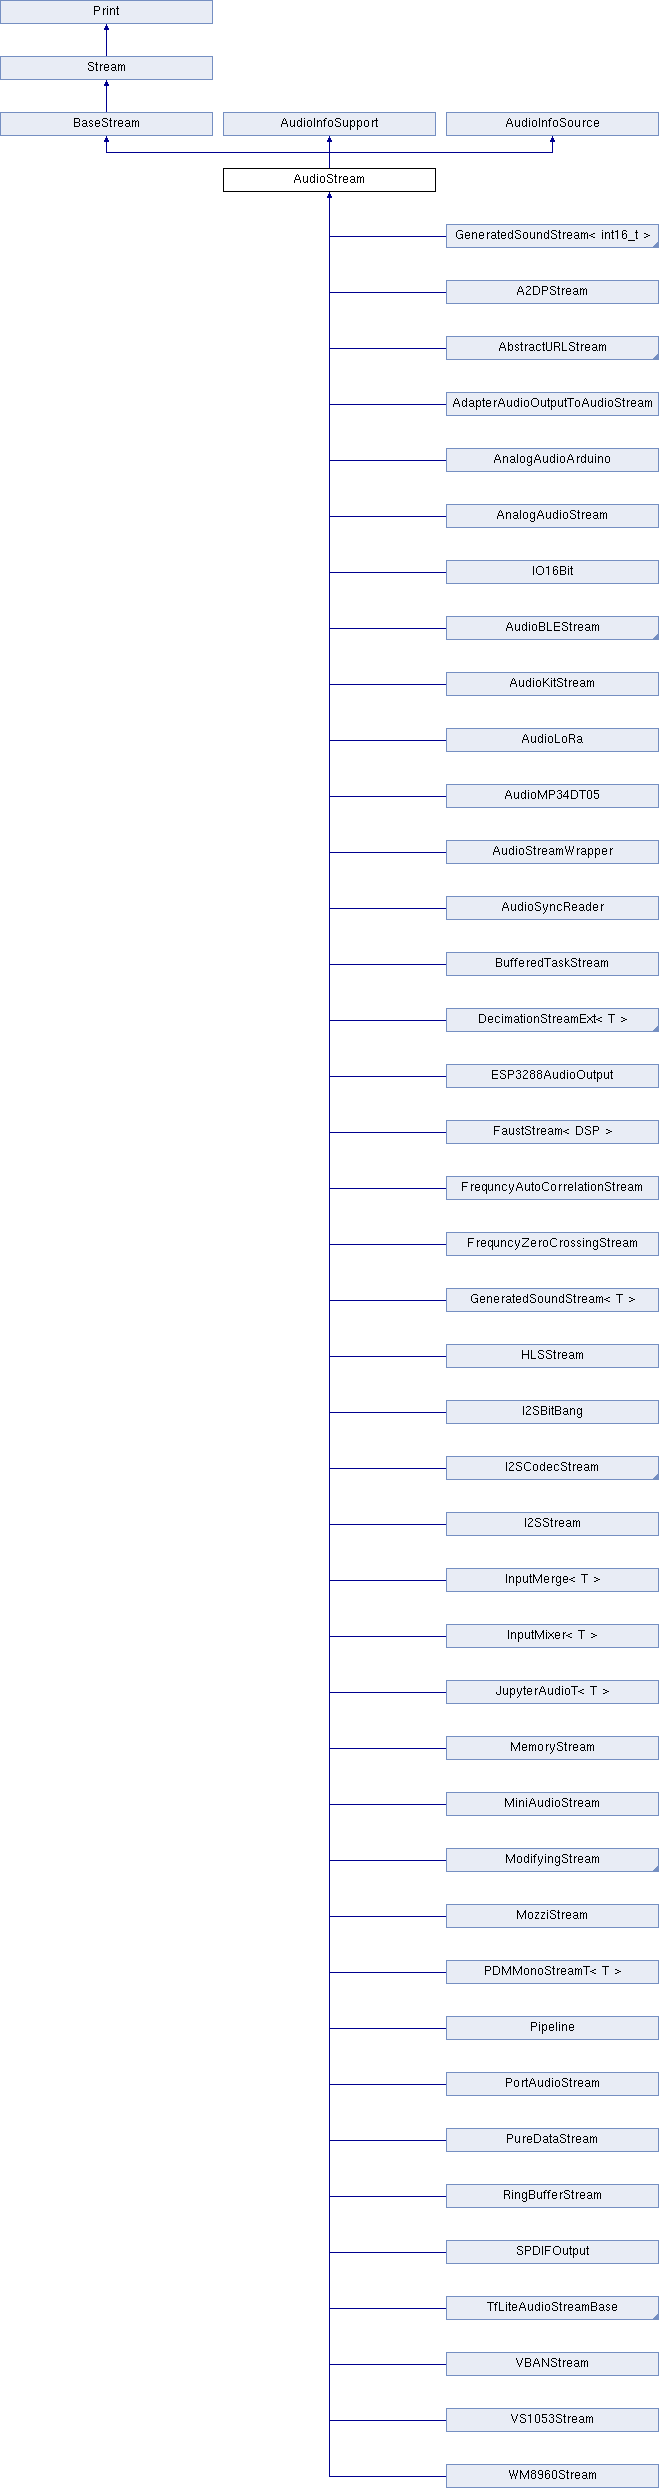 Print
Stream
BaseStream
AudioInfoSupport
AudioInfoSource
AudioStream
GeneratedSoundStream< int16_t >
A2DPStream
AbstractURLStream
AdapterAudioOutputToAudioStream
AnalogAudioArduino
AnalogAudioStream
IO16Bit
AudioBLEStream
AudioKitStream
AudioLoRa
AudioMP34DT05
AudioStreamWrapper
AudioSyncReader
BufferedTaskStream
DecimationStreamExt< T >
ESP3288AudioOutput
FaustStream< DSP >
FrequncyAutoCorrelationStream
FrequncyZeroCrossingStream
GeneratedSoundStream< T >
HLSStream
I2SBitBang
I2SCodecStream
I2SStream
InputMerge< T >
InputMixer< T >
JupyterAudioT< T >
MemoryStream
MiniAudioStream
ModifyingStream
MozziStream
PDMMonoStreamT< T >
Pipeline
PortAudioStream
PureDataStream
RingBufferStream
SPDIFOutput
TfLiteAudioStreamBase
VBANStream
VS1053Stream
WM8960Stream